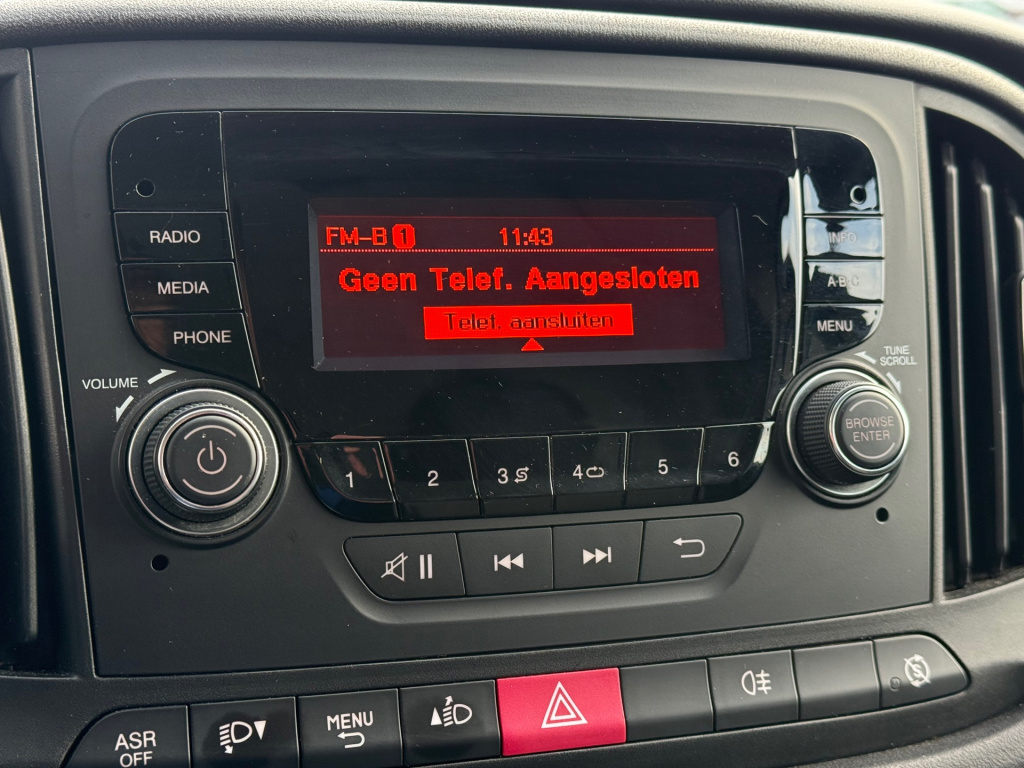 FM-B 1 11:43
Geen Telef. Aangesloten
Telef. aansluiten
RADIO
MEDIA
PHONE
VOLUME
INFO
A·B·C
MENU
TUNE
SCROLL
BROWSE
ENTER
1 2 3 4 5 6
ASR
OFF
MENU